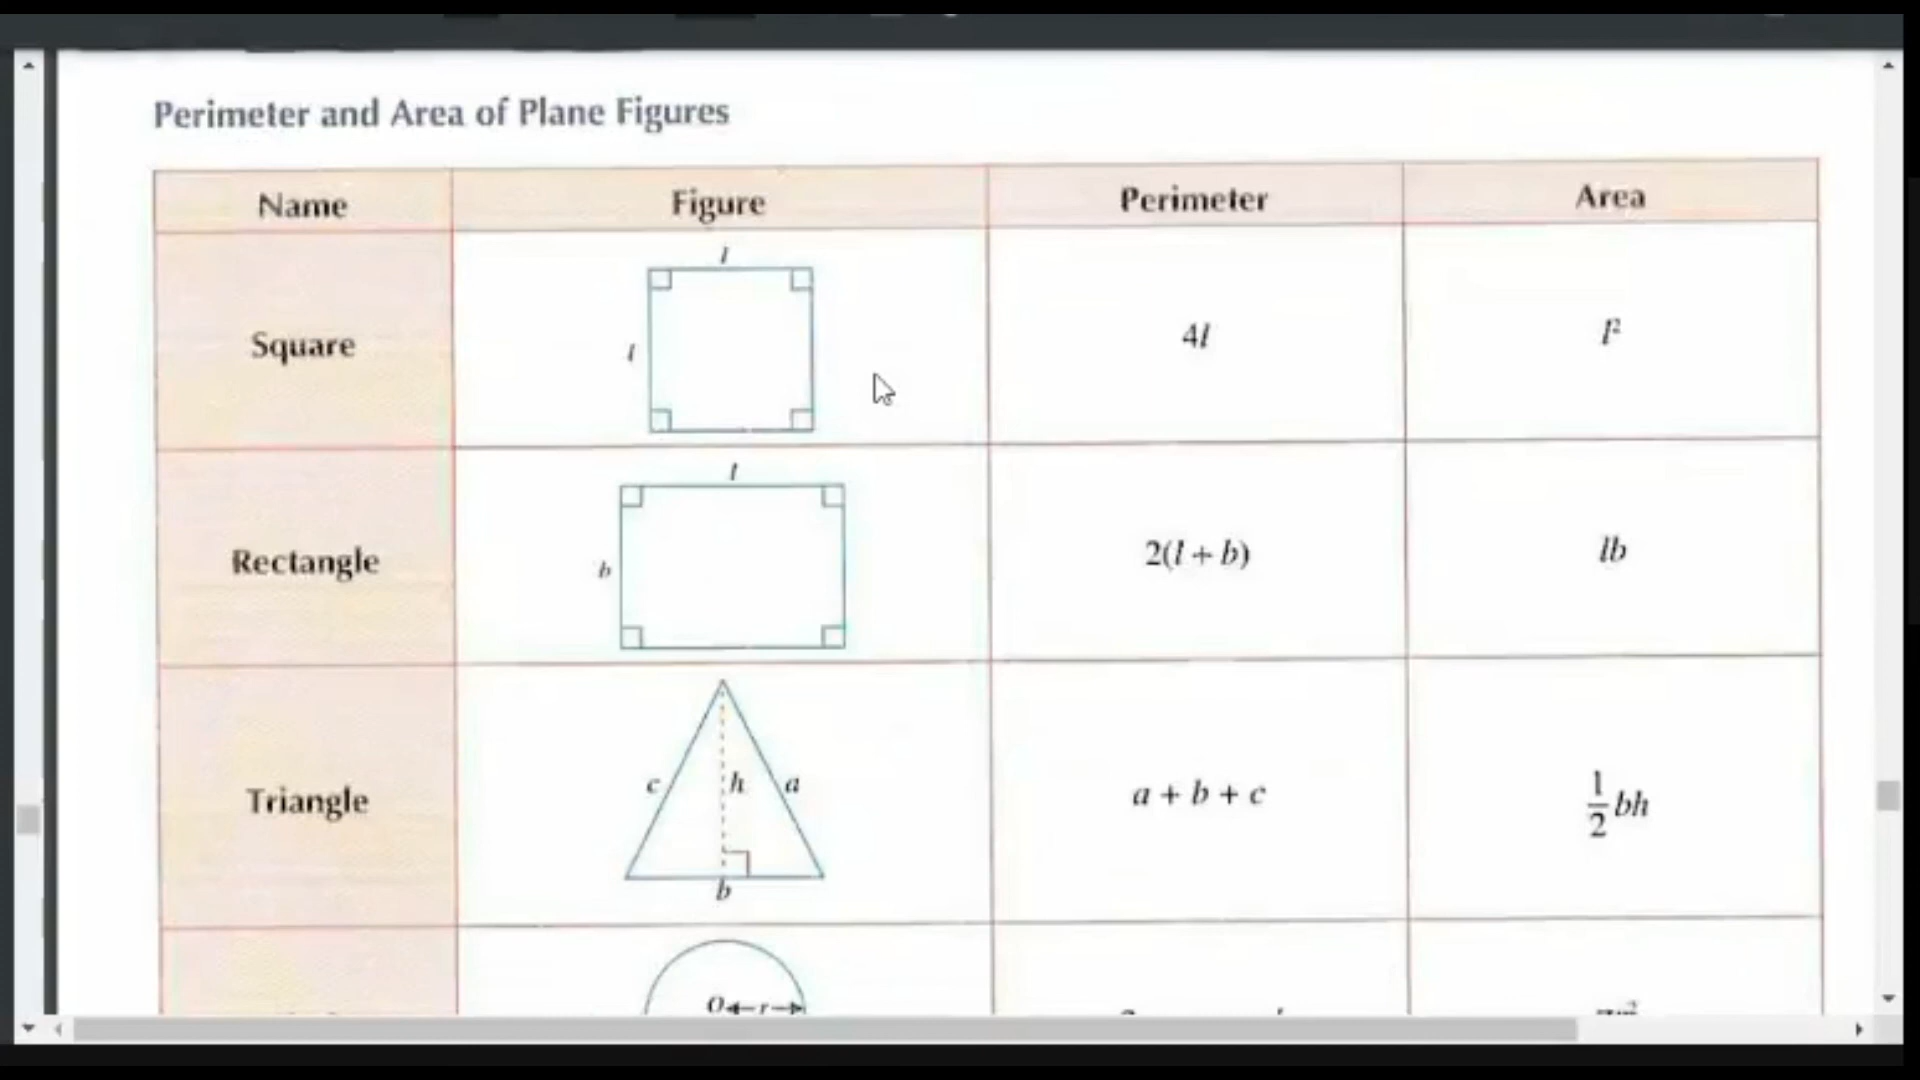 Perimeter and Area of Plane Figures
Name Figure Perimeter Area
Square l l 4l l²
Rectangle l b 2(l + b) lb
Triangle c h a b a + b + c 1/2 bh
O r